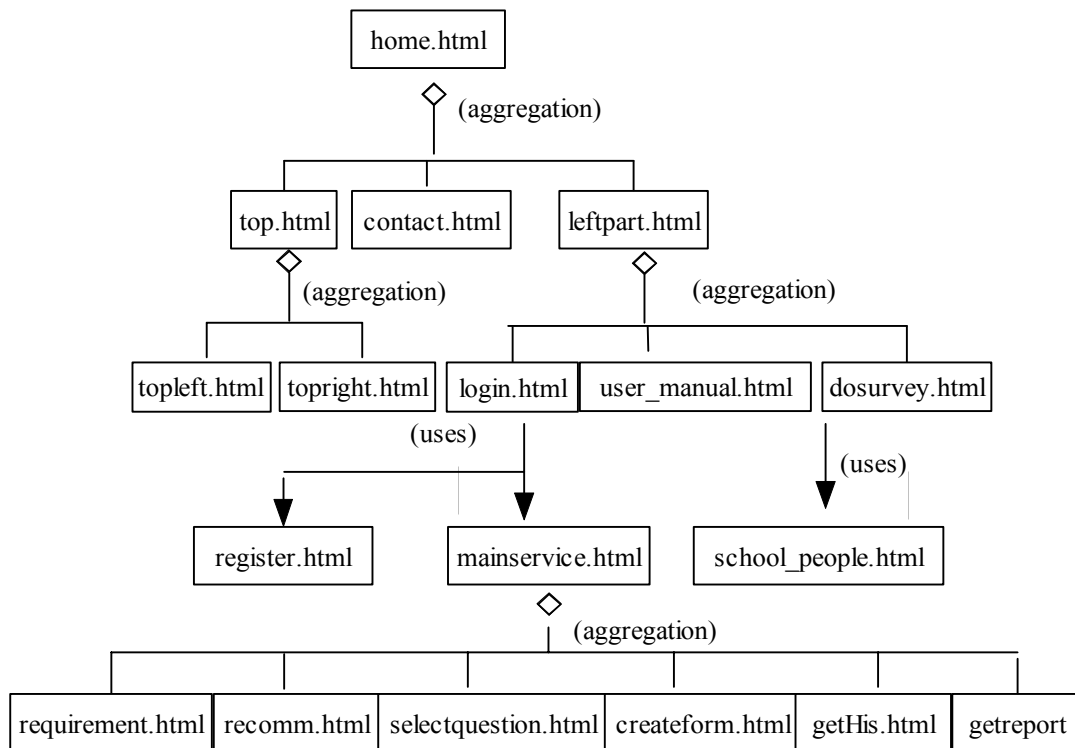 home.html
(aggregation)
top.html contact.html leftpart.html
(aggregation) (aggregation)
topleft.html topright.html login.html user_manual.html dosurvey.html
(uses) (uses)
register.html mainservice.html school_people.html
(aggregation)
requirement.html recomm.html selectquestion.html createform.html getHis.html getreport